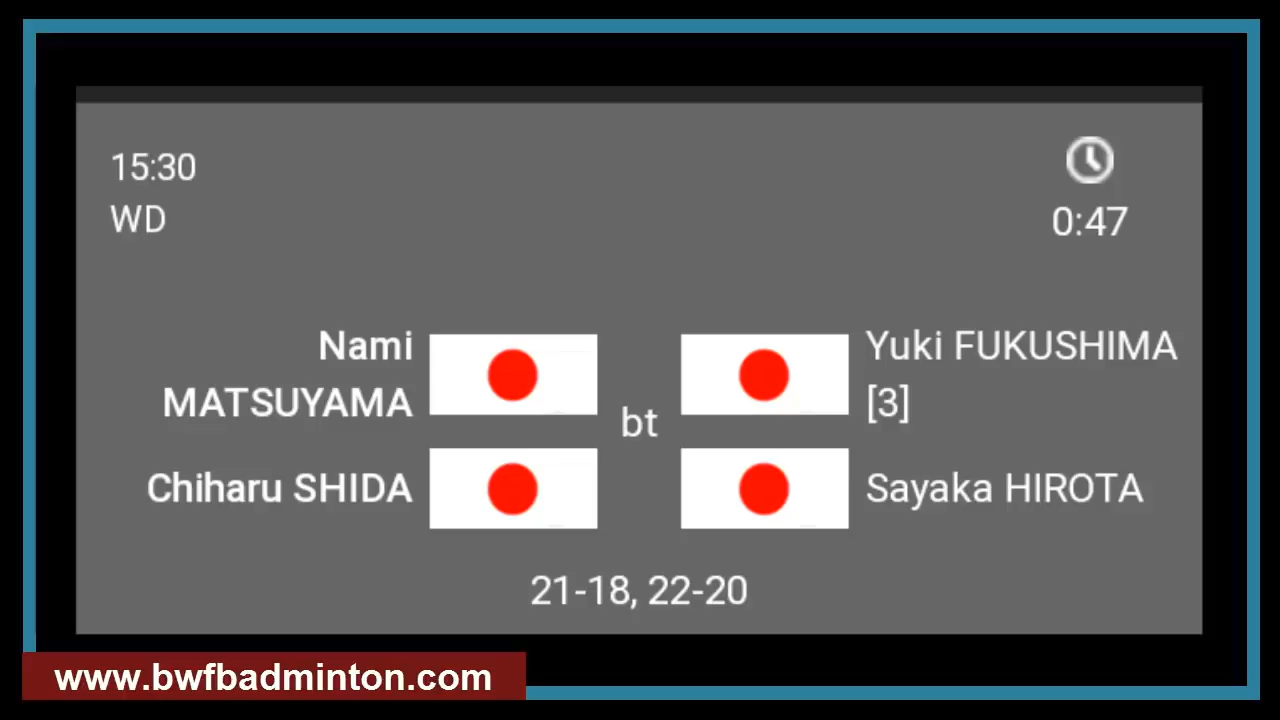 15:30
WD
0:47
Nami
MATSUYAMA
Chiharu SHIDA
bt
Yuki FUKUSHIMA
[3]
Sayaka HIROTA
21-18, 22-20
www.bwfbadminton.com